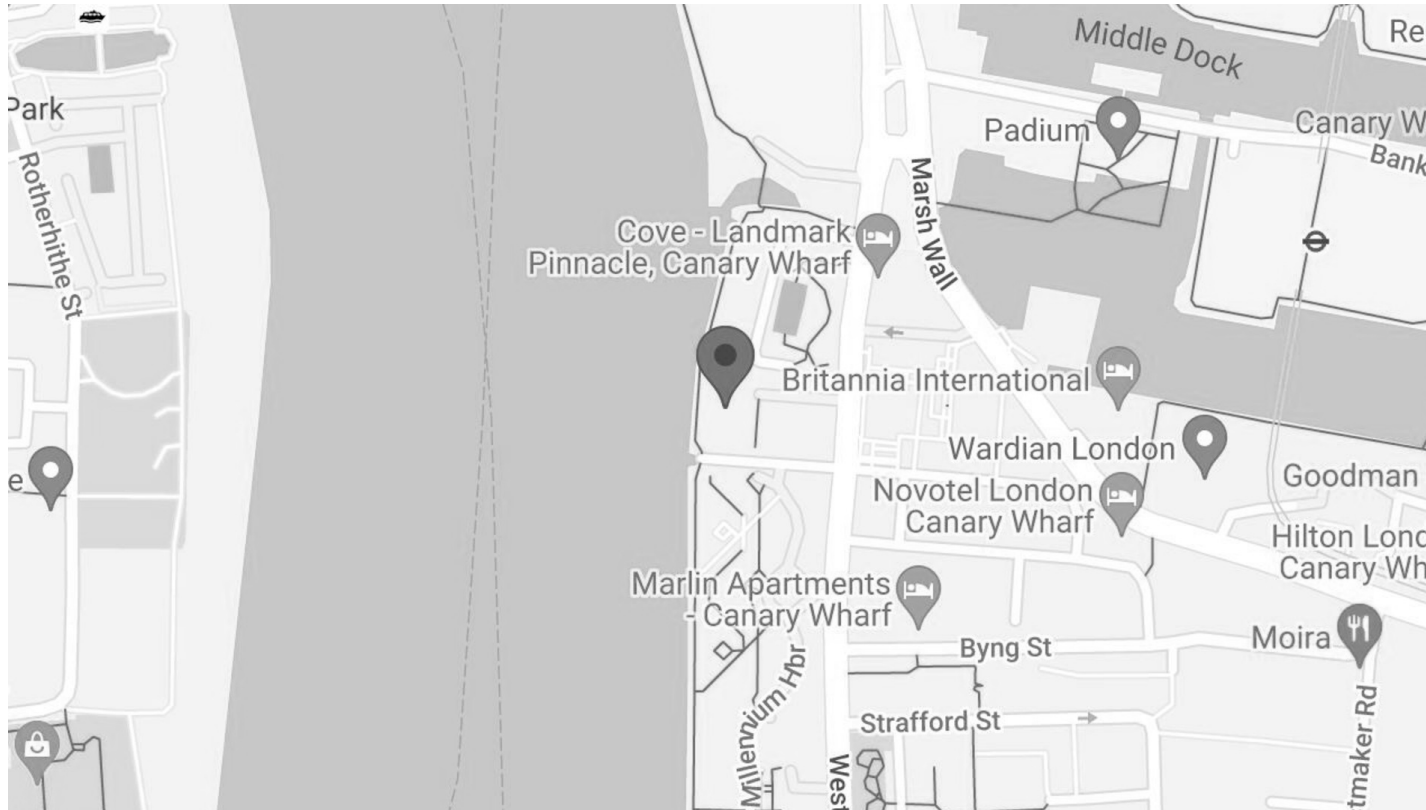 Middle Dock
Re
Park
Padium
Canary W
Bank
Rotherhithe St
Marsh Wall
Cove - Landmark
Pinnacle, Canary Wharf
Britannia International
Wardian London
e
Goodman
Novotel London
Canary Wharf
Hilton Lond
Canary Wh
Marlin Apartments
- Canary Wharf
Moira
Byng St
Millennium Hbr
Strafford St
West
tmaker Rd